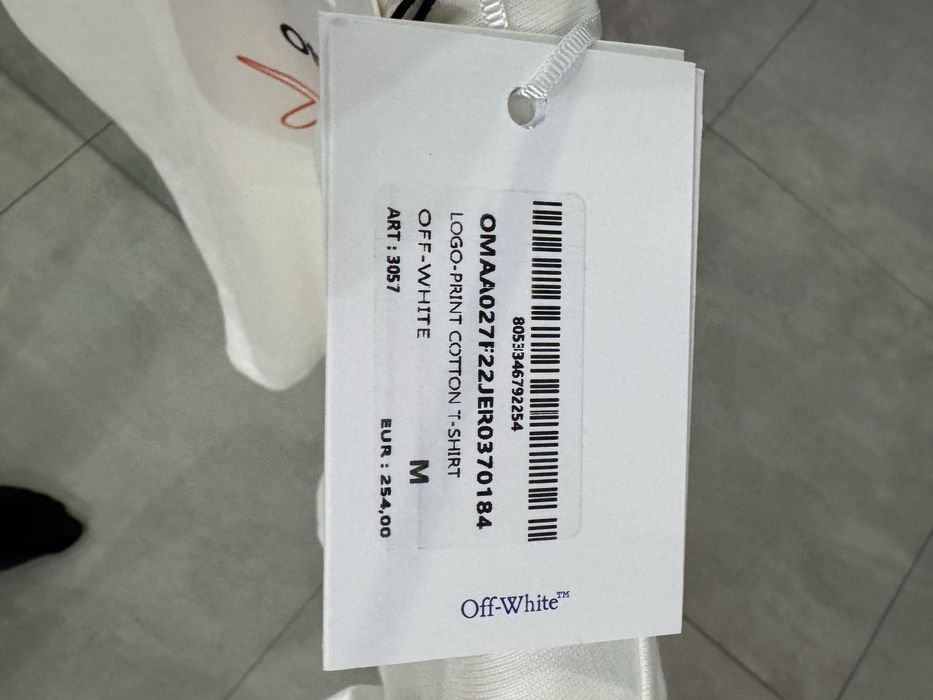 8053346792254
OMAA027F22JER0370184
LOGO-PRINT COTTON T-SHIRT
OFF-WHITE M
ART : 3057 EUR : 254,00
Off-White™